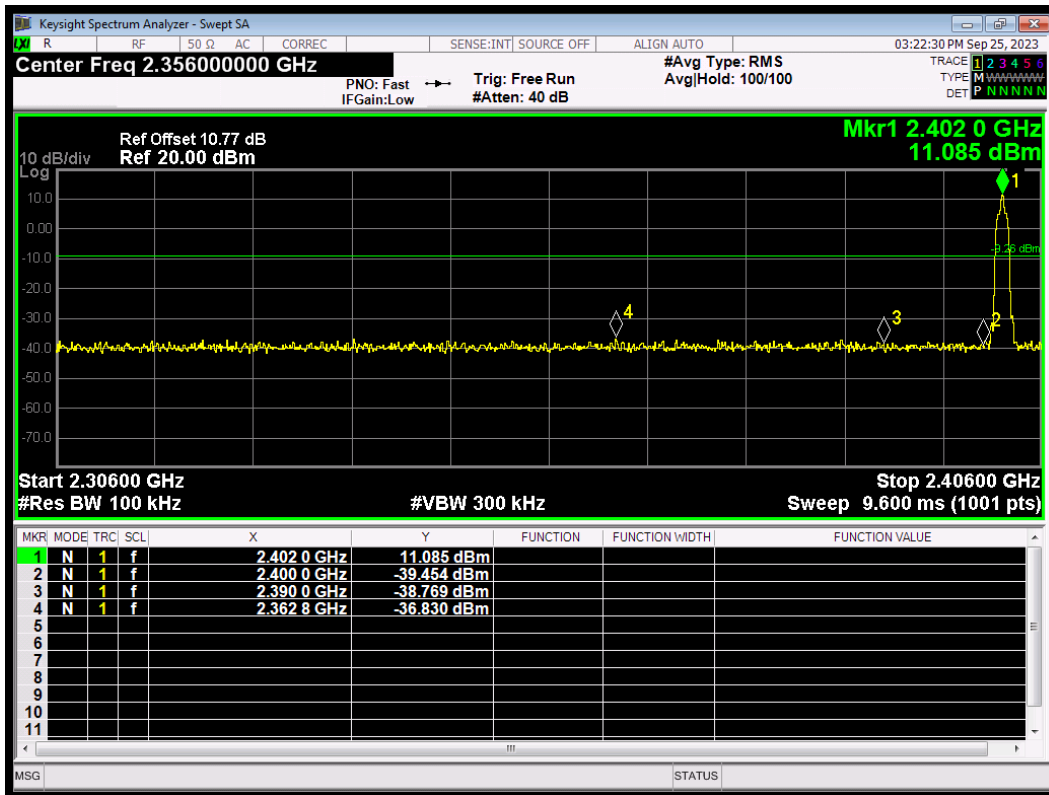 Keysight Spectrum Analyzer - Swept SA
LXI R RF 50 Ω AC CORREC SENSE:INT SOURCE OFF ALIGN AUTO 03:22:30 PM Sep 25, 2023
Center Freq 2.356000000 GHz #Avg Type: RMS TRACE 1 2 3 4 5 6
PNO: Fast Trig: Free Run Avg|Hold: 100/100 TYPE M WWWWW
IFGain:Low #Atten: 40 dB DET P N N N N N
Mkr1 2.402 0 GHz
Ref Offset 10.77 dB
10 dB/div Ref 20.00 dBm 11.085 dBm
Log
1
10.0
0.00
-9.26 dBm
-10.0
-20.0
-30.0
4 3 2
-40.0
-50.0
-60.0
-70.0
Start 2.30600 GHz Stop 2.40600 GHz
#Res BW 100 kHz #VBW 300 kHz Sweep 9.600 ms (1001 pts)
MKR MODE TRC SCL X Y FUNCTION FUNCTION WIDTH FUNCTION VALUE
1 N 1 f 2.402 0 GHz 11.085 dBm
2 N 1 f 2.400 0 GHz -39.454 dBm
3 N 1 f 2.390 0 GHz -38.769 dBm
4 N 1 f 2.362 8 GHz -36.830 dBm
5
6
7
8
9
10
11
MSG STATUS